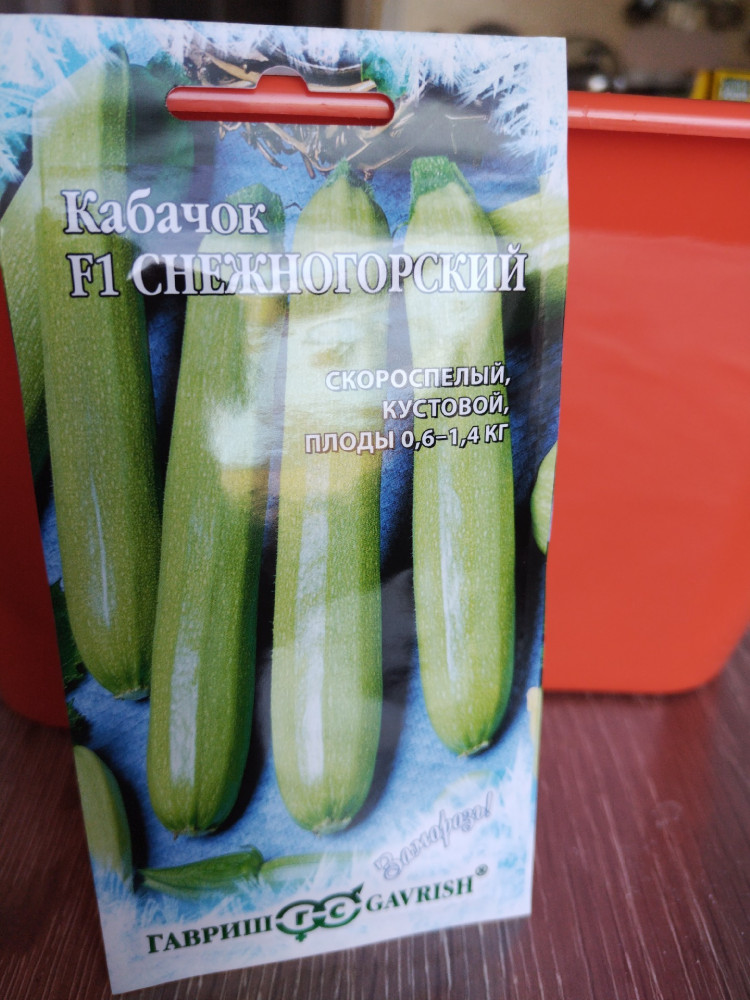 Кабачок
F1 СНЕЖНОГОРСКИЙ
СКОРОСПЕЛЫЙ,
КУСТОВОЙ,
ПЛОДЫ 0,6-1,4 КГ
Заморозь!
ГАВРИШ г-с GAVRISH®